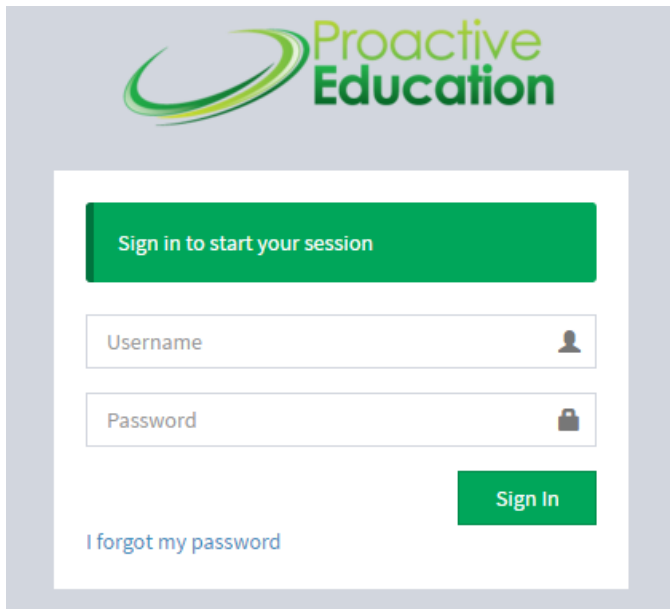 Proactive
Education
Sign in to start your session
Username
Password
Sign In
I forgot my password